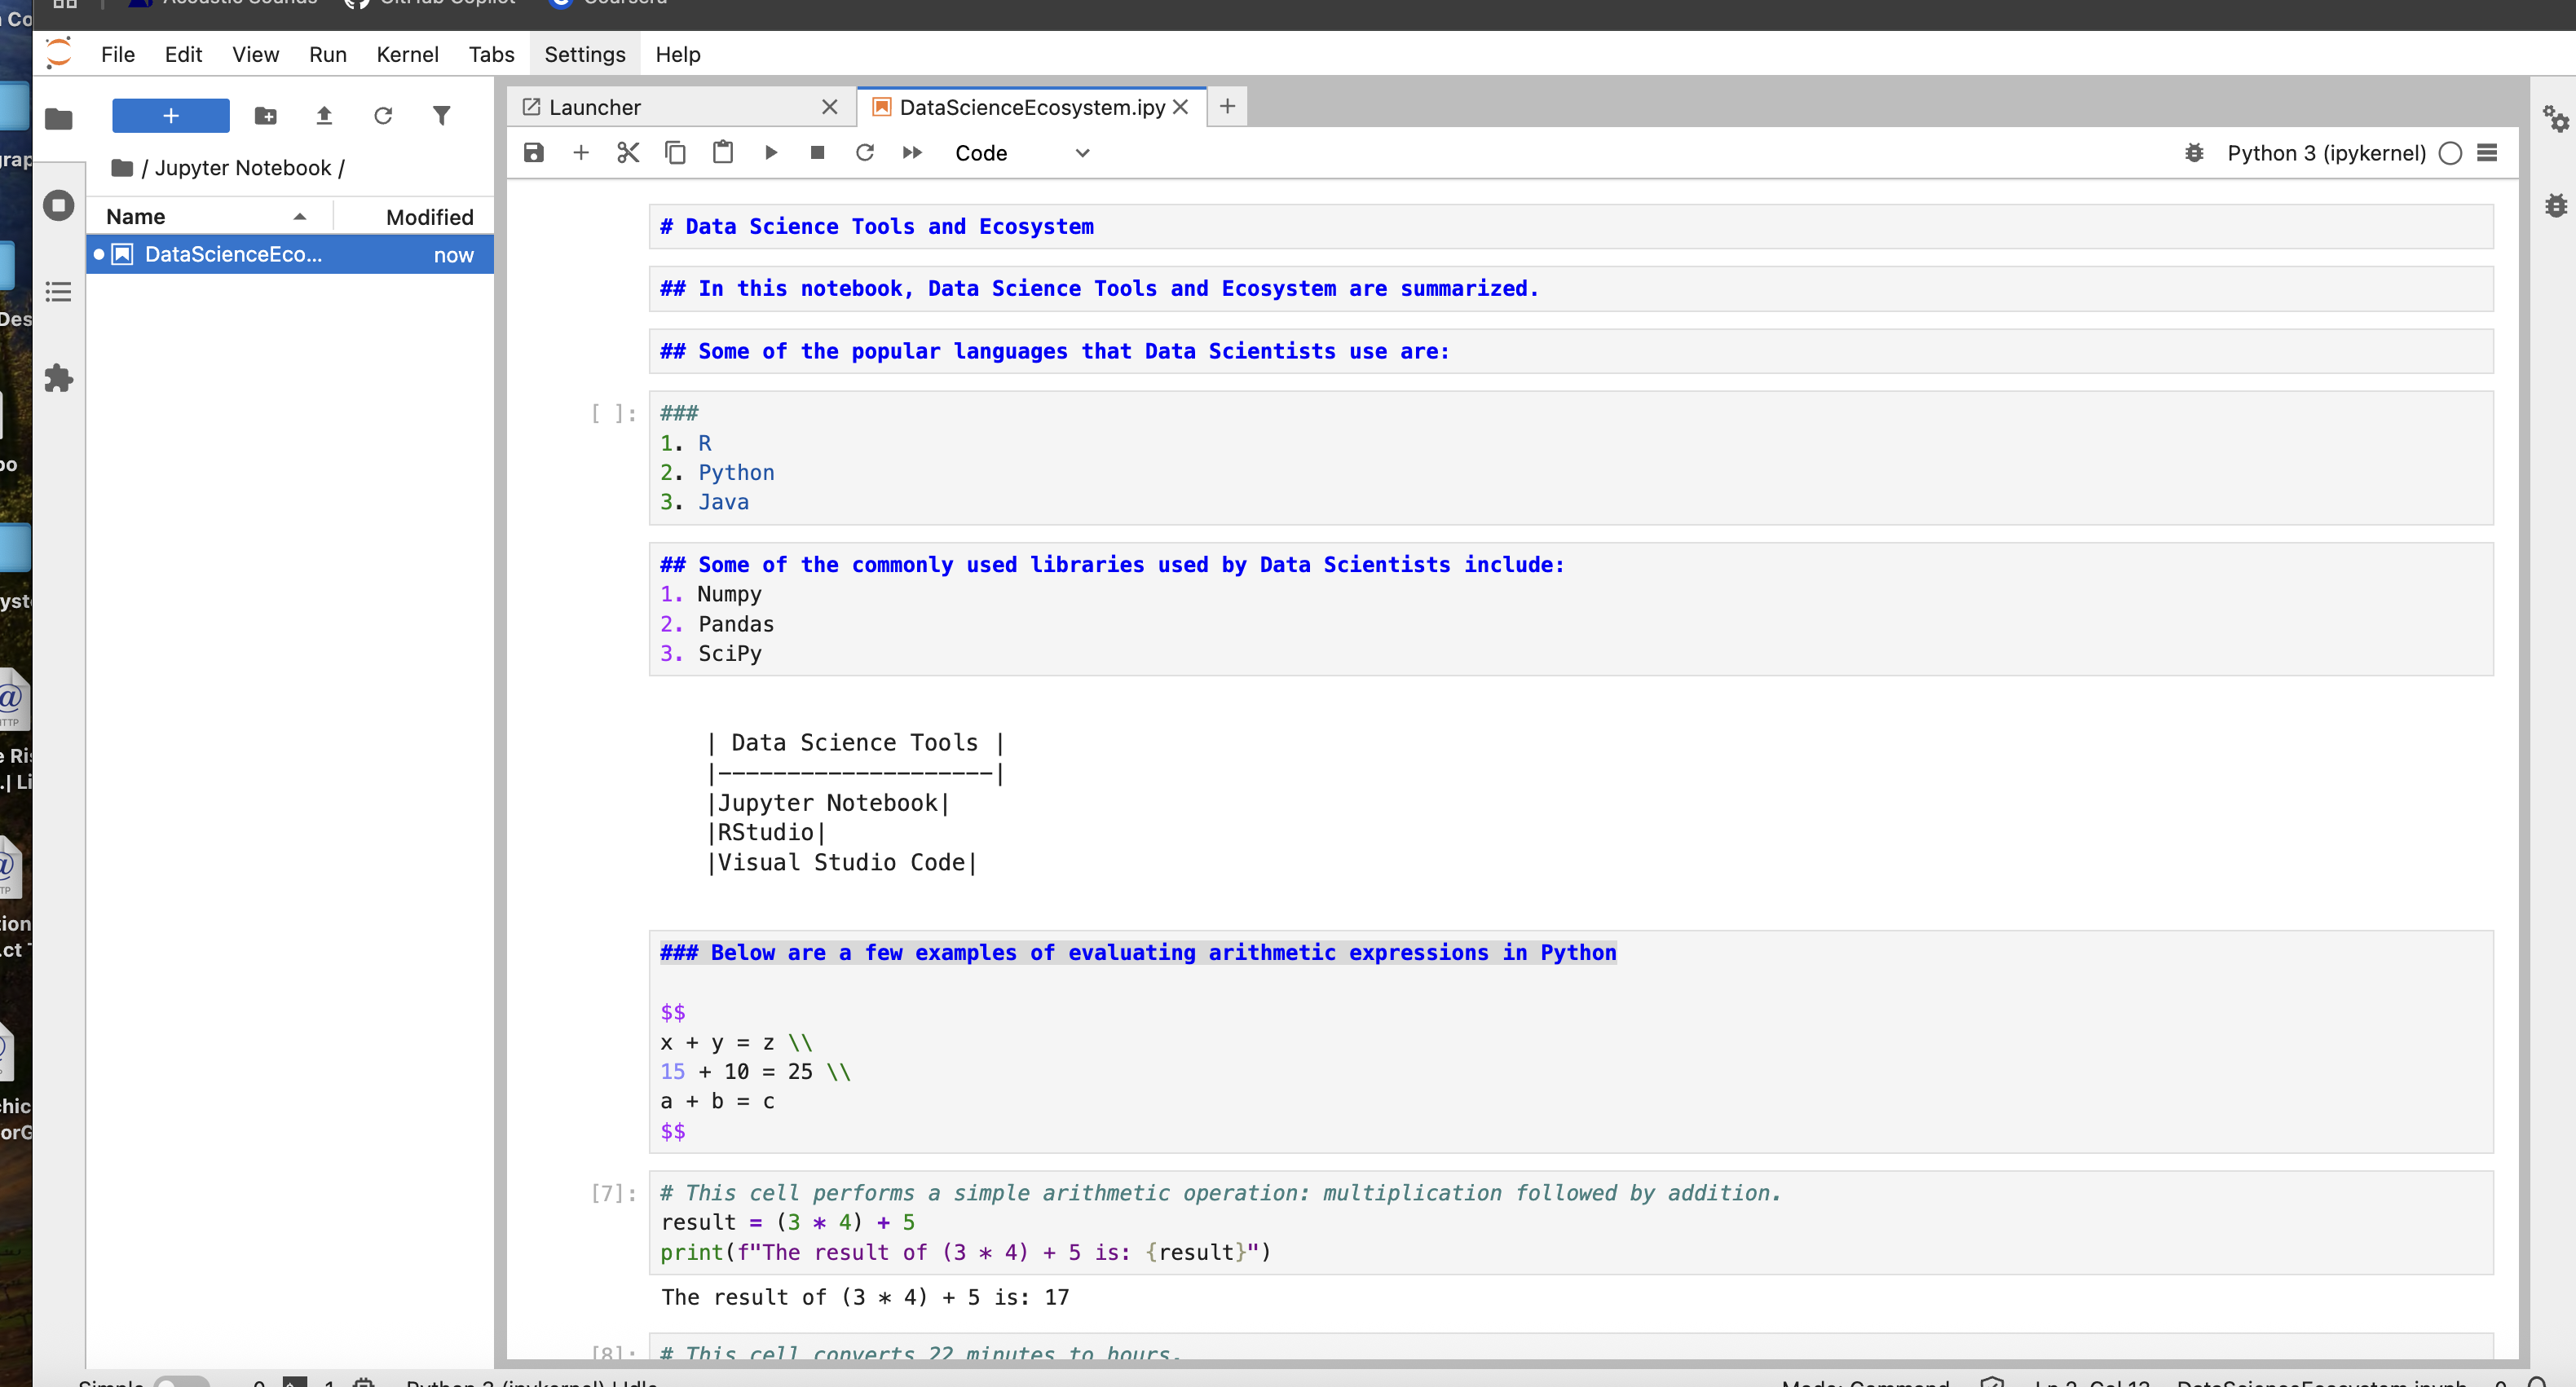 Acoustic Sounds GitHub Copilot Coursera
File Edit View Run Kernel Tabs Settings Help
Launcher
DataScienceEcosystem.ipy
/ Jupyter Notebook /
Code
Python 3 (ipykernel)
Name Modified
DataScienceEco... now
# Data Science Tools and Ecosystem
## In this notebook, Data Science Tools and Ecosystem are summarized.
## Some of the popular languages that Data Scientists use are:
[ ]: ###
1. R
2. Python
3. Java
## Some of the commonly used libraries used by Data Scientists include:
1. Numpy
2. Pandas
3. SciPy
| Data Science Tools |
|--------------------|
|Jupyter Notebook|
|RStudio|
|Visual Studio Code|
### Below are a few examples of evaluating arithmetic expressions in Python
$$
x + y = z \\
15 + 10 = 25 \\
a + b = c
$$
[7]: # This cell performs a simple arithmetic operation: multiplication followed by addition.
result = (3 * 4) + 5
print(f"The result of (3 * 4) + 5 is: {result}")
The result of (3 * 4) + 5 is: 17
[8]: # This cell converts 22 minutes to hours.
Simple 0 1 Python 3 (ipykernel) | Idle Mode: Command Ln 2, Col 13 DataScienceEcosystem.ipynb 0